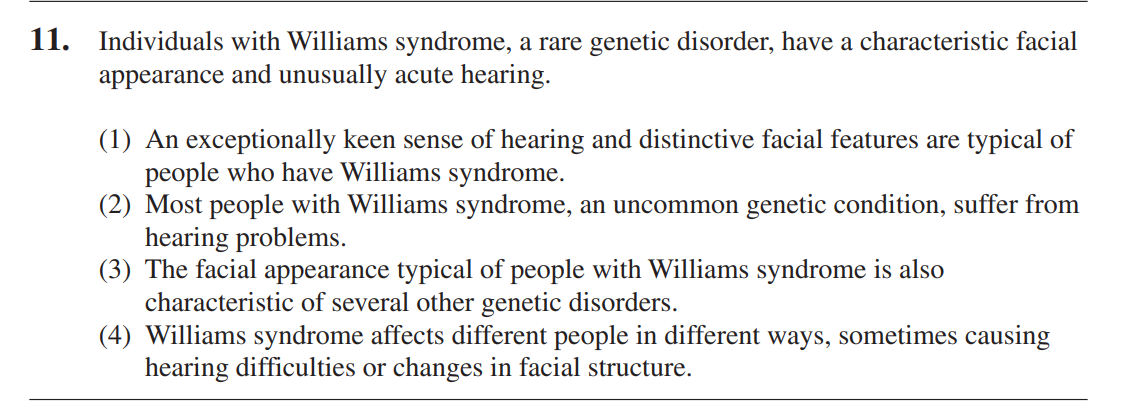 11. Individuals with Williams syndrome, a rare genetic disorder, have a characteristic facial
appearance and unusually acute hearing.
(1) An exceptionally keen sense of hearing and distinctive facial features are typical of
people who have Williams syndrome.
(2) Most people with Williams syndrome, an uncommon genetic condition, suffer from
hearing problems.
(3) The facial appearance typical of people with Williams syndrome is also
characteristic of several other genetic disorders.
(4) Williams syndrome affects different people in different ways, sometimes causing
hearing difficulties or changes in facial structure.